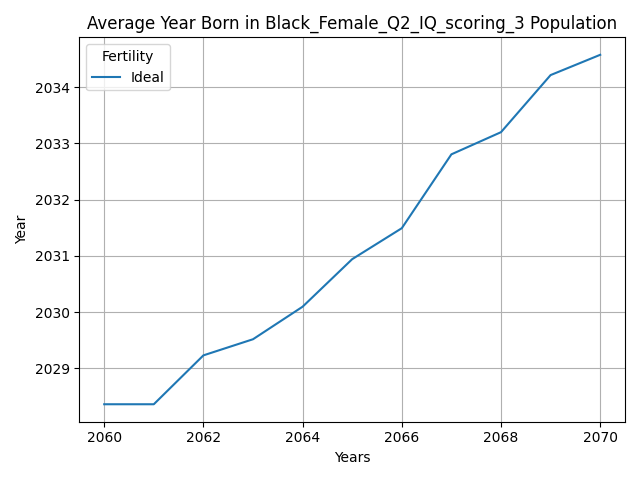 Average Year Born in Black_Female_Q2_IQ_scoring_3 Population
Fertility
Ideal
2034
2033
2032
2031
2030
2029
Year
2060 2062 2064 2066 2068 2070
Years